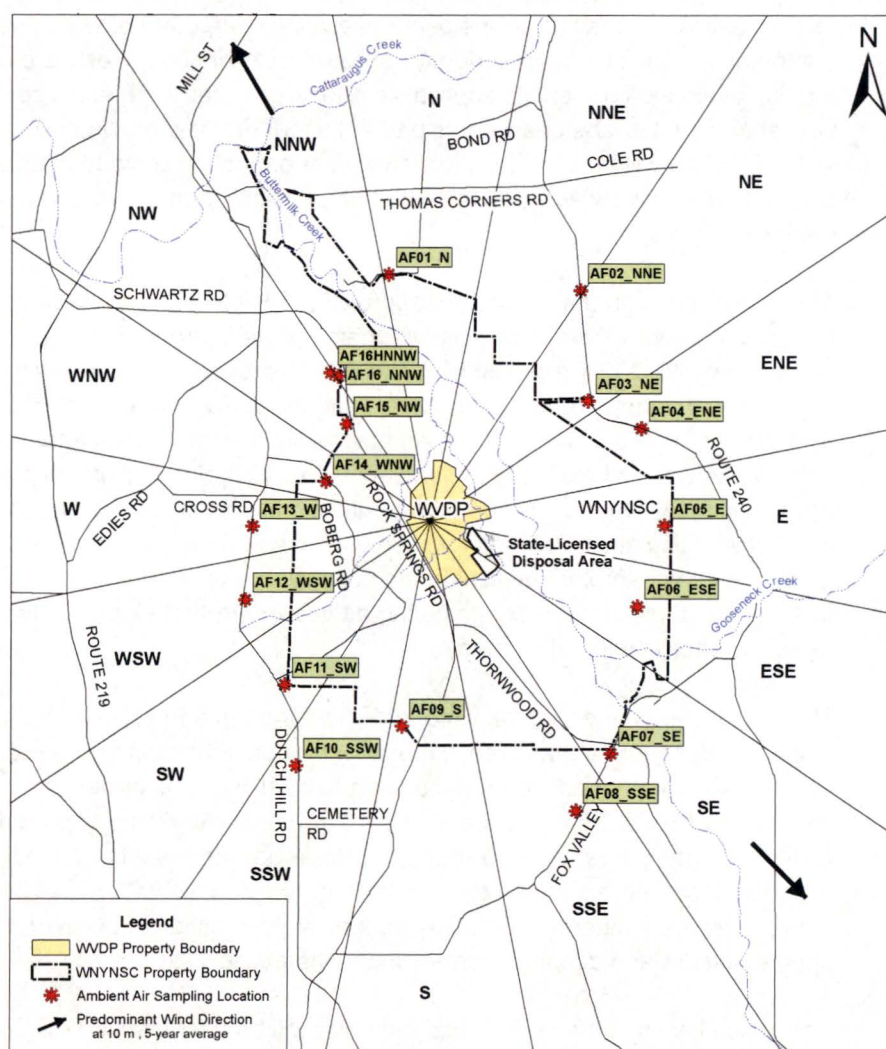 N
MILL ST
Cattaraugus Creek
N
NNE
NNW
BOND RD
COLE RD
NE
Buttermilk Creek
THOMAS CORNERS RD
NW
AF01_N
AF02_NNE
SCHWARTZ RD
AF16HNNW
AF16_NNW
WNW
ENE
AF03_NE
AF15_NW
AF04_ENE
ROUTE 240
AF14_WNW
W
EDIES RD
CROSS RD
AF13_W
BOBERG RD
ROCK SPRINGS RD
WVDP
WNYNSC
AF05_E
E
State-Licensed
Disposal Area
AF12_WSW
AF06_ESE
Gooseneck Creek
ROUTE 219
WSW
THORNWOOD RD
ESE
AF11_SW
AF09_S
AF07_SE
SW
DUTCH HILL RD
AF10_SSW
AF08_SSE
CEMETERY
RD
FOX VALLEY
SE
SSW
SSE
S
Legend
WVDP Property Boundary
WNYNSC Property Boundary
Ambient Air Sampling Location
Predominant Wind Direction
at 10 m , 5-year average